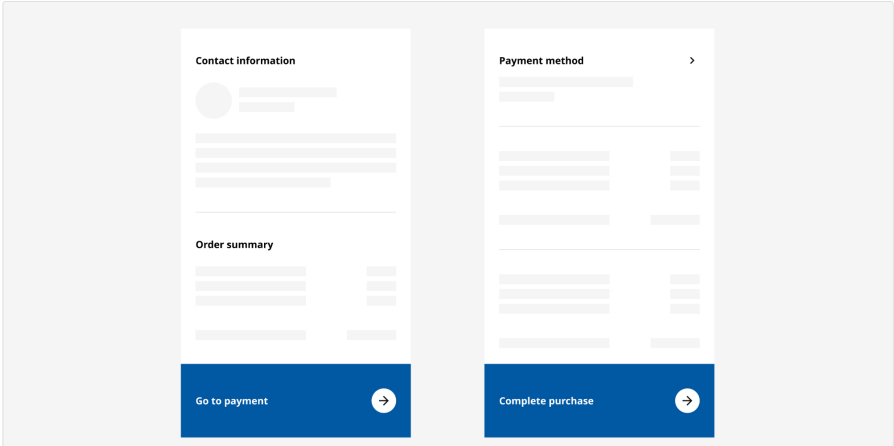 Contact information
Order summary
Go to payment
Payment method
Complete purchase